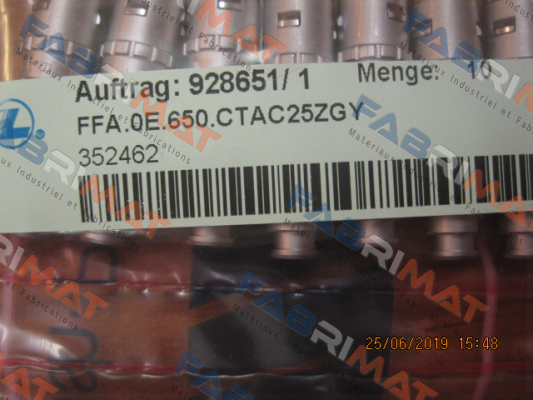 Auftrag: 928651/ 1 Menge: 10
FFA.0E.650.CTAC25ZGY
352462
FABRIMAT
Matériaux Industriel et Fabrications
25/06/2019 15:48